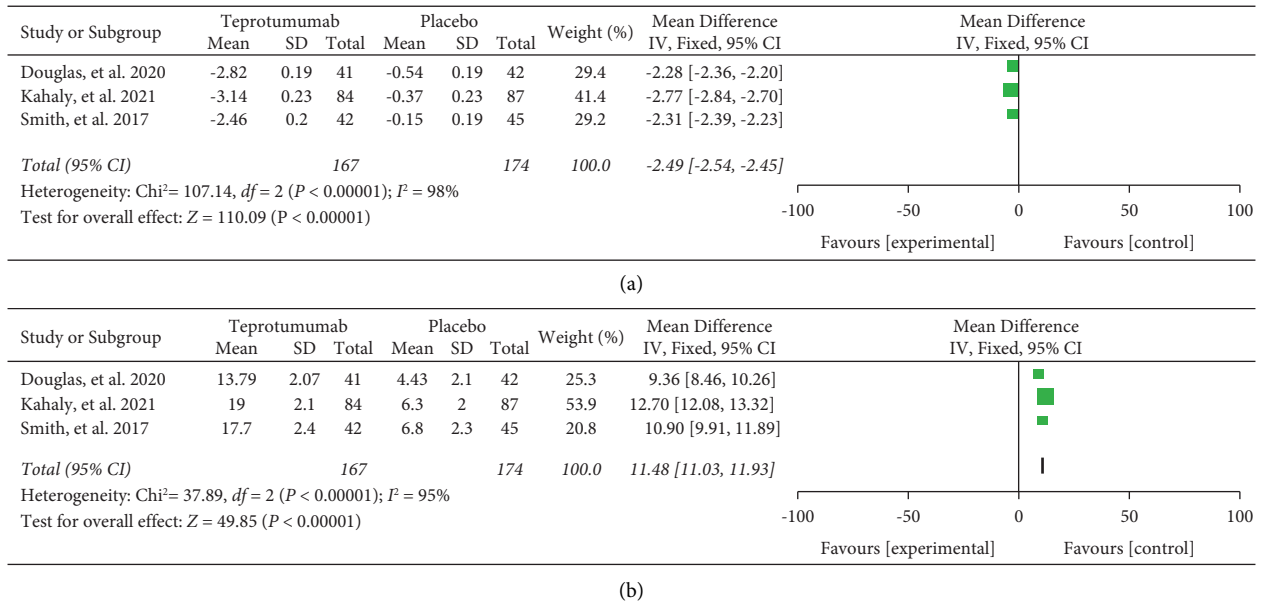 Study or Subgroup Teprotumumab Placebo Weight (%) Mean Difference Mean Difference
Mean SD Total Mean SD Total IV, Fixed, 95% CI IV, Fixed, 95% CI
Douglas, et al. 2020 -2.82 0.19 41 -0.54 0.19 42 29.4 -2.28 [-2.36, -2.20]
Kahaly, et al. 2021 -3.14 0.23 84 -0.37 0.23 87 41.4 -2.77 [-2.84, -2.70]
Smith, et al. 2017 -2.46 0.2 42 -0.15 0.19 45 29.2 -2.31 [-2.39, -2.23]
Total (95% CI) 167 174 100.0 -2.49 [-2.54, -2.45]
Heterogeneity: Chi²= 107.14, df = 2 (P < 0.00001); I² = 98%
Test for overall effect: Z = 110.09 (P < 0.00001)
-100 -50 0 50 100
Favours [experimental] Favours [control]
(a)
Study or Subgroup Teprotumumab Placebo Weight (%) Mean Difference Mean Difference
Mean SD Total Mean SD Total IV, Fixed, 95% CI IV, Fixed, 95% CI
Douglas, et al. 2020 13.79 2.07 41 4.43 2.1 42 25.3 9.36 [8.46, 10.26]
Kahaly, et al. 2021 19 2.1 84 6.3 2 87 53.9 12.70 [12.08, 13.32]
Smith, et al. 2017 17.7 2.4 42 6.8 2.3 45 20.8 10.90 [9.91, 11.89]
Total (95% CI) 167 174 100.0 11.48 [11.03, 11.93]
Heterogeneity: Chi²= 37.89, df = 2 (P < 0.00001); I² = 95%
Test for overall effect: Z = 49.85 (P < 0.00001)
-100 -50 0 50 100
Favours [experimental] Favours [control]
(b)